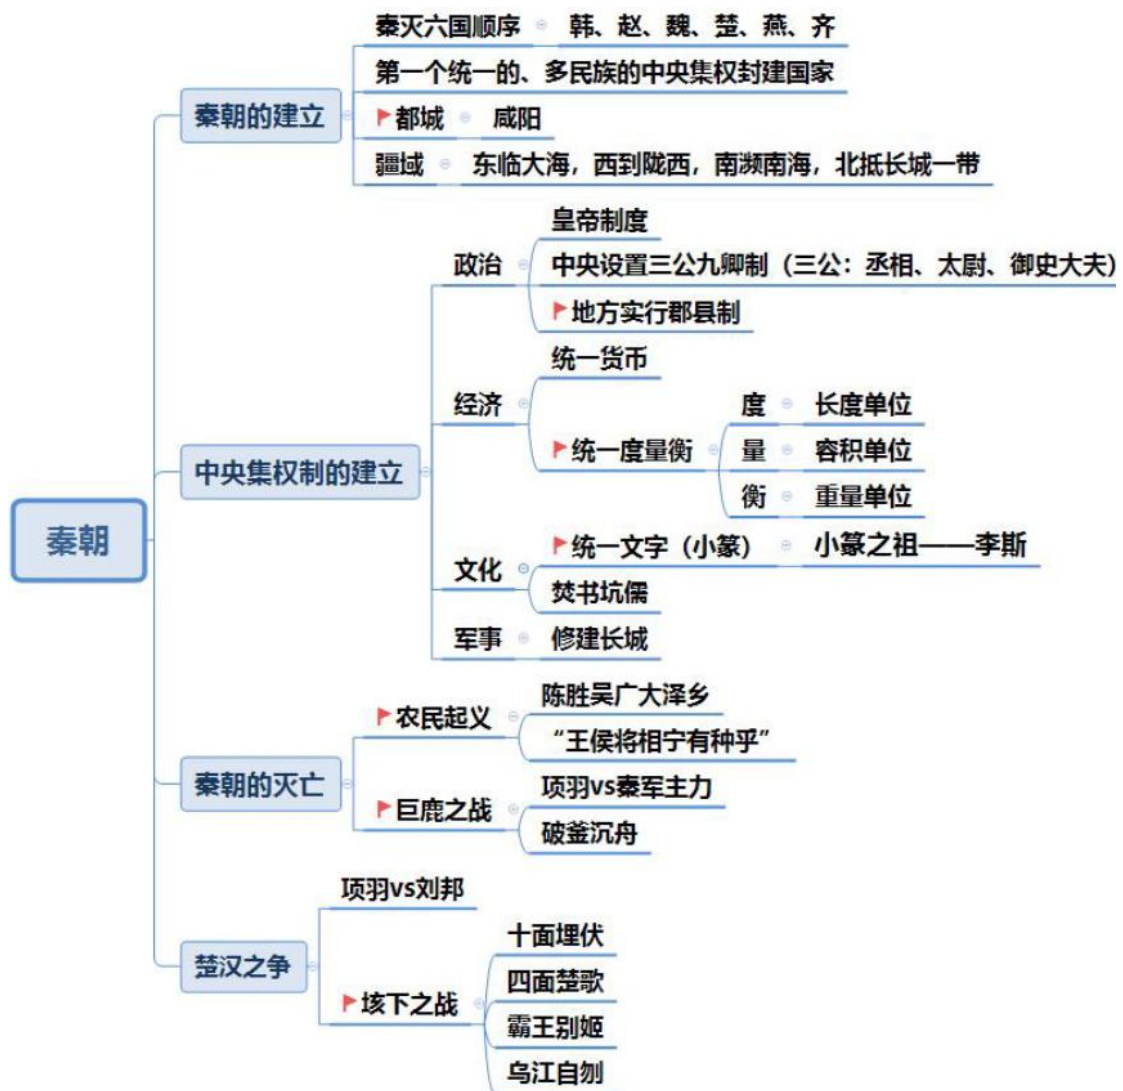 秦朝
秦朝的建立
秦灭六国顺序 韩、赵、魏、楚、燕、齐
第一个统一的、多民族的中央集权封建国家
都城 咸阳
疆域 东临大海，西到陇西，南濒南海，北抵长城一带
中央集权制的建立
政治
皇帝制度
中央设置三公九卿制（三公：丞相、太尉、御史大夫）
地方实行郡县制
经济
统一货币
统一度量衡
度 长度单位
量 容积单位
衡 重量单位
文化
统一文字（小篆） 小篆之祖——李斯
焚书坑儒
军事 修建长城
秦朝的灭亡
农民起义
陈胜吴广大泽乡
“王侯将相宁有种乎”
巨鹿之战
项羽vs秦军主力
破釜沉舟
楚汉之争
项羽vs刘邦
垓下之战
十面埋伏
四面楚歌
霸王别姬
乌江自刎